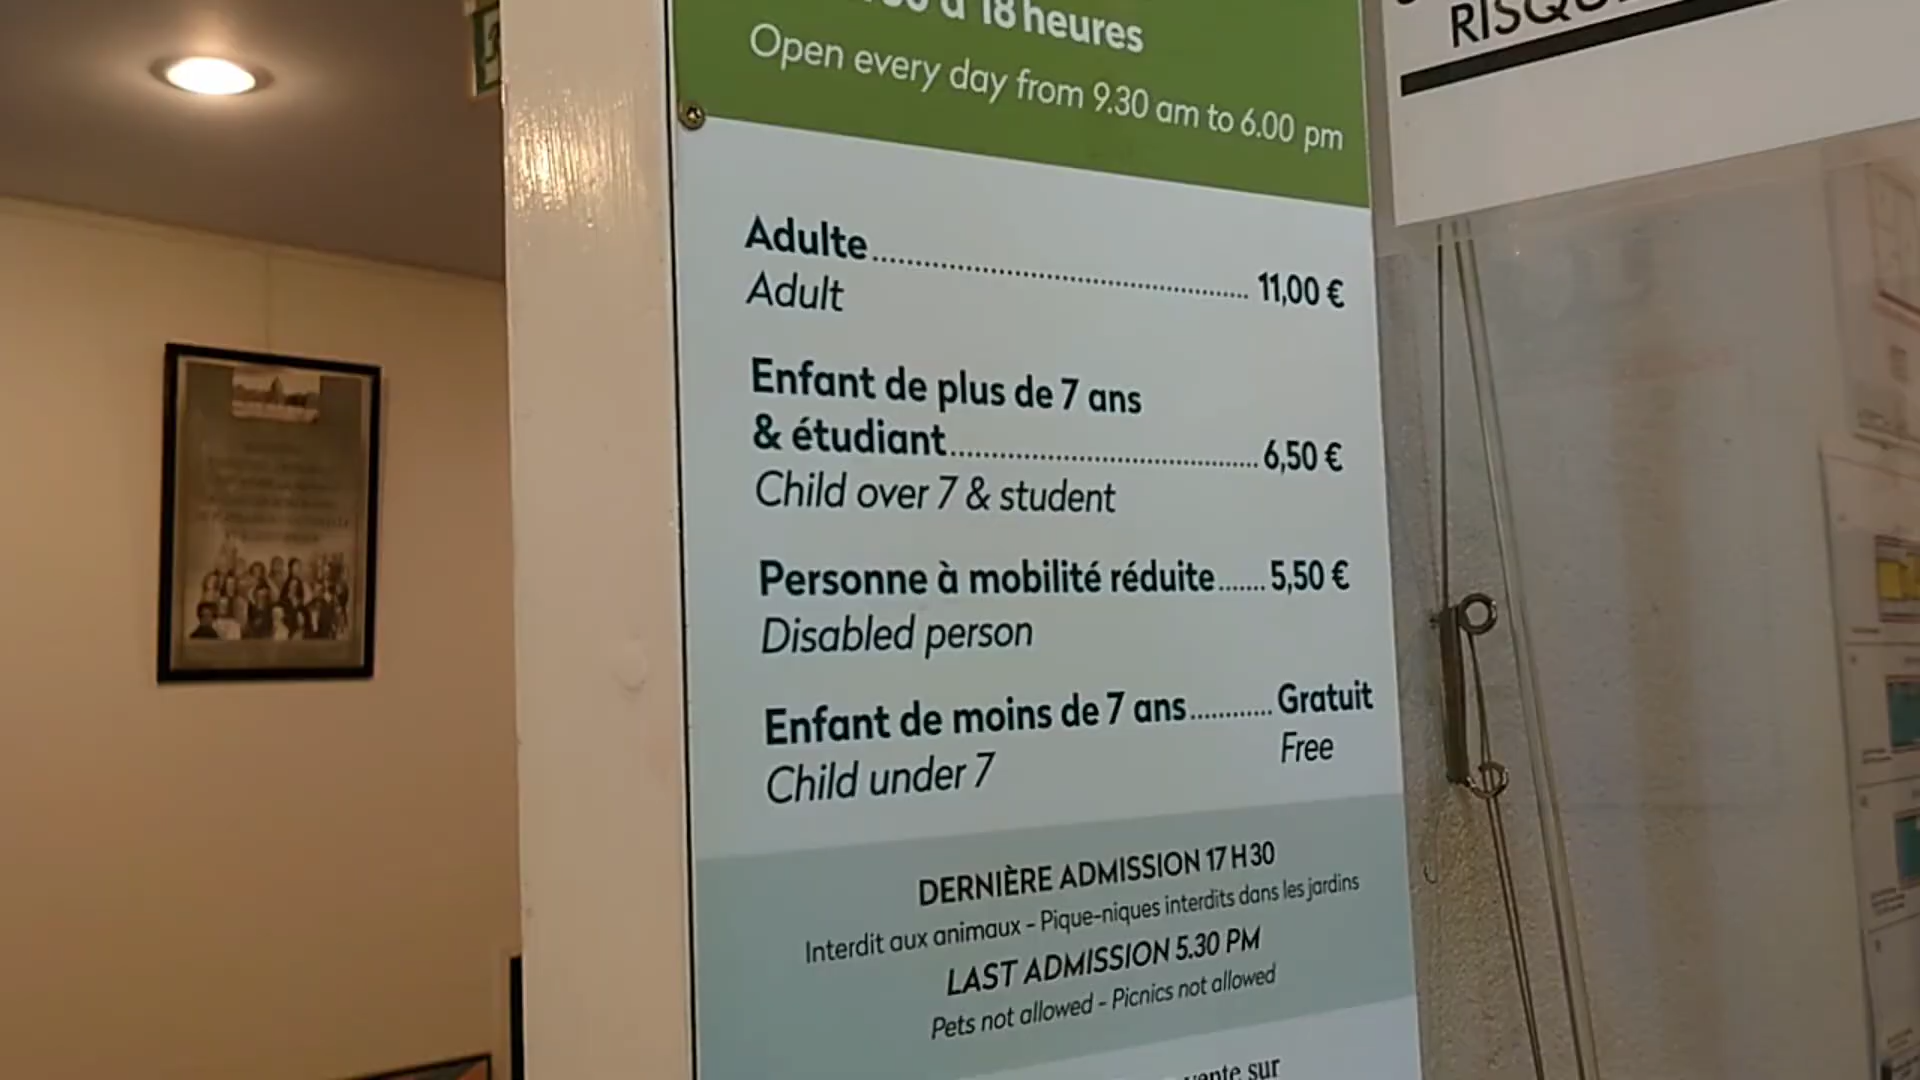 à 18 heures
Open every day from 9.30 am to 6.00 pm
Adulte 11,00 €
Adult
Enfant de plus de 7 ans
& étudiant 6,50 €
Child over 7 & student
Personne à mobilité réduite 5,50 €
Disabled person
Enfant de moins de 7 ans Gratuit
Child under 7 Free
DERNIÈRE ADMISSION 17 H 30
Interdit aux animaux - Pique-niques interdits dans les jardins
LAST ADMISSION 5.30 PM
Pets not allowed - Picnics not allowed
sur